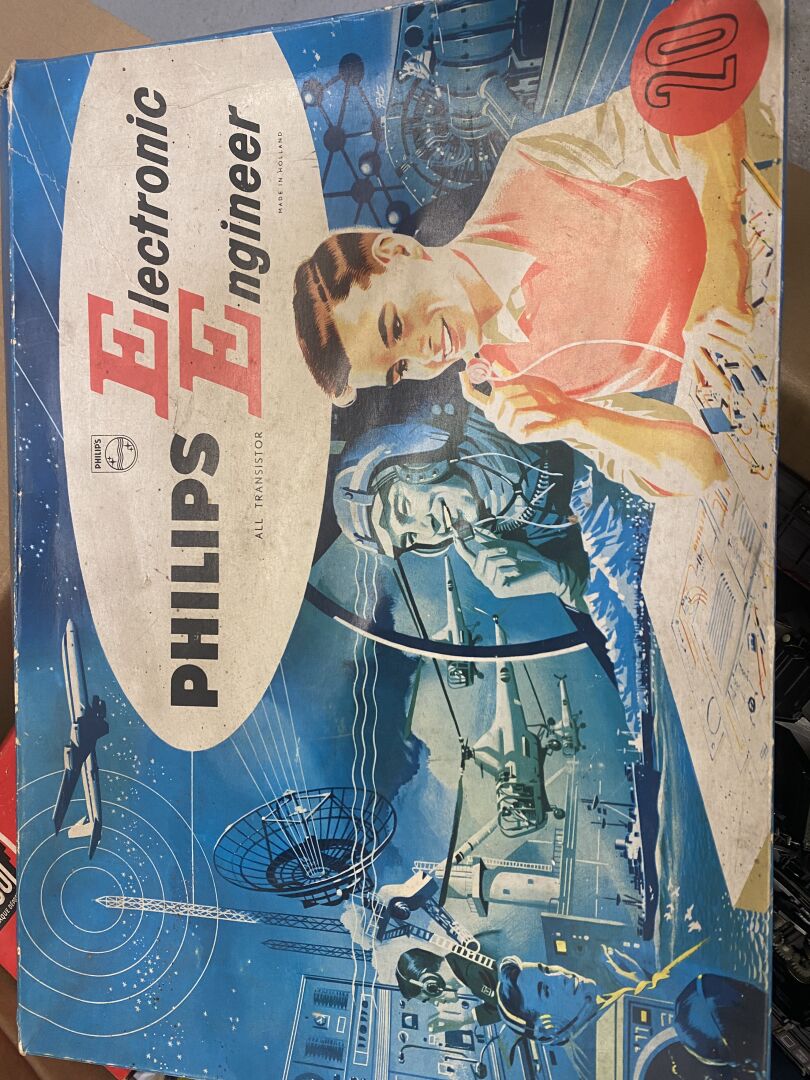 PHILIPS
PHILIPS Electronic
Engineer
ALL TRANSISTOR
MADE IN HOLLAND
20